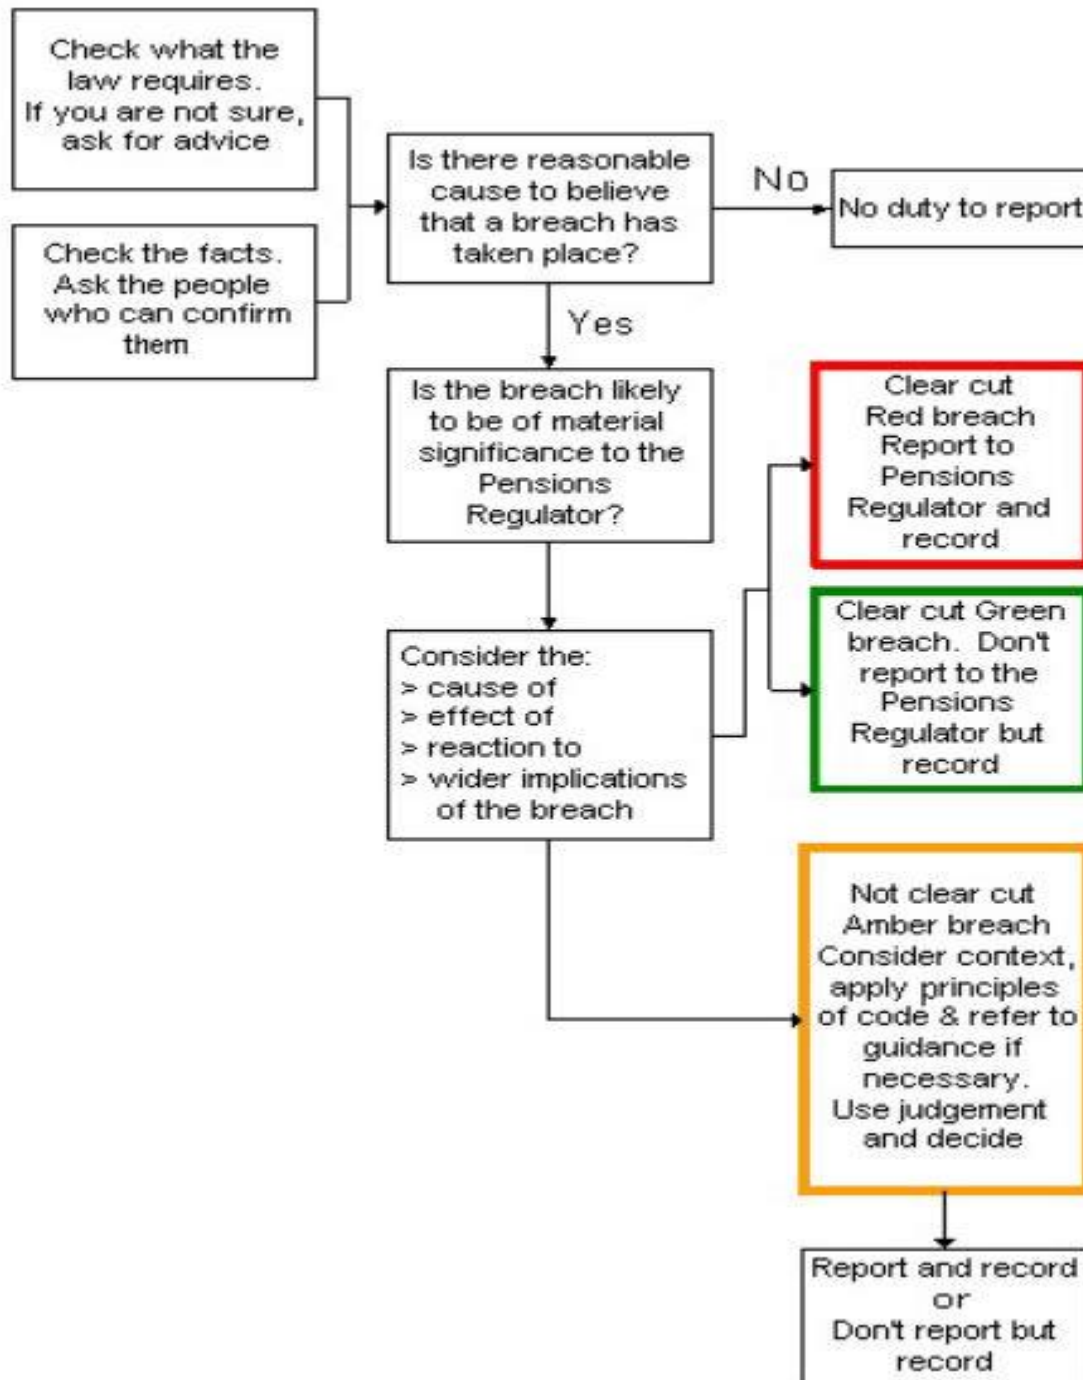 Check what the
law requires.
If you are not sure,
ask for advice
Check the facts.
Ask the people
who can confirm
them
Is there reasonable
cause to believe
that a breach has
taken place?
No
No duty to report
Yes
Is the breach likely
to be of material
significance to the
Pensions
Regulator?
Consider the:
> cause of
> effect of
> reaction to
> wider implications
of the breach
Clear cut
Red breach
Report to
Pensions
Regulator and
record
Clear cut Green
breach. Don't
report to the
Pensions
Regulator but
record
Not clear cut
Amber breach
Consider context,
apply principles
of code & refer to
guidance if
necessary.
Use judgement
and decide
Report and record
or
Don't report but
record